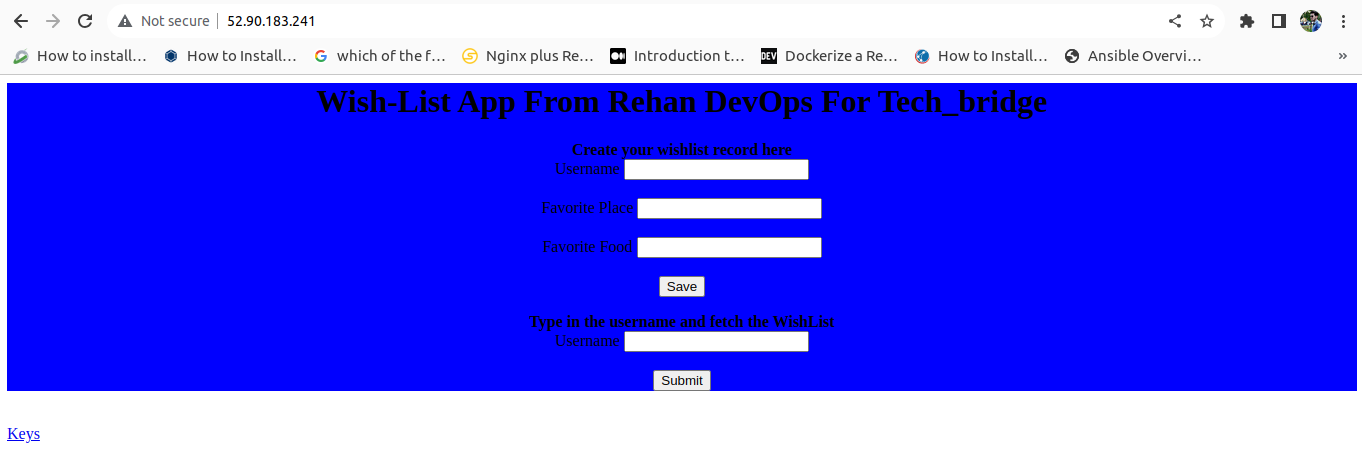 Not secure 52.90.183.241
How to install… How to Install… which of the f… Nginx plus Re… Introduction t… DEV Dockerize a Re… How to Install… Ansible Overvi… »
Wish-List App From Rehan DevOps For Tech_bridge
Create your wishlist record here
Username
Favorite Place
Favorite Food
Save
Type in the username and fetch the WishList
Username
Submit
Keys